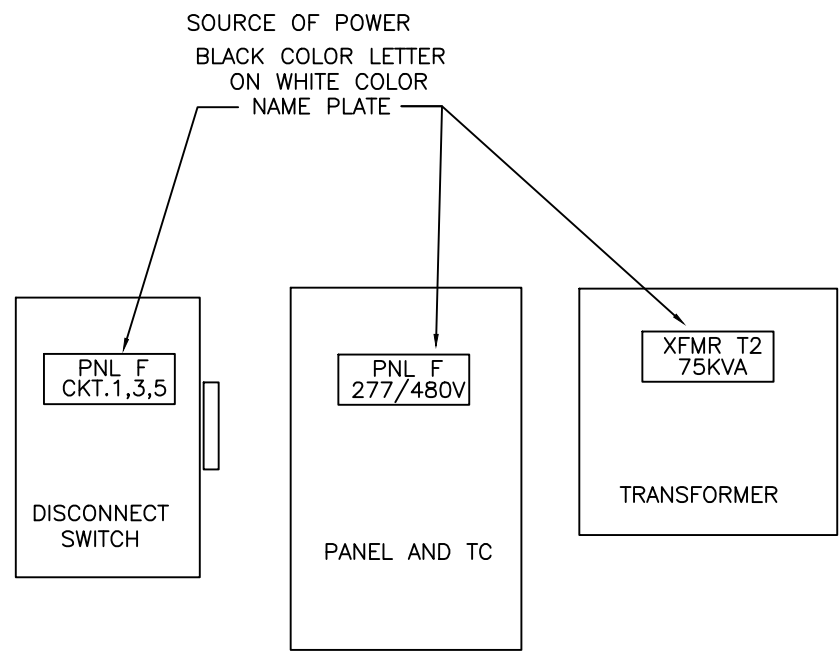 SOURCE OF POWER
BLACK COLOR LETTER
ON WHITE COLOR
NAME PLATE
PNL F
CKT.1,3,5
DISCONNECT
SWITCH
PNL F
277/480V
PANEL AND TC
XFMR T2
75KVA
TRANSFORMER